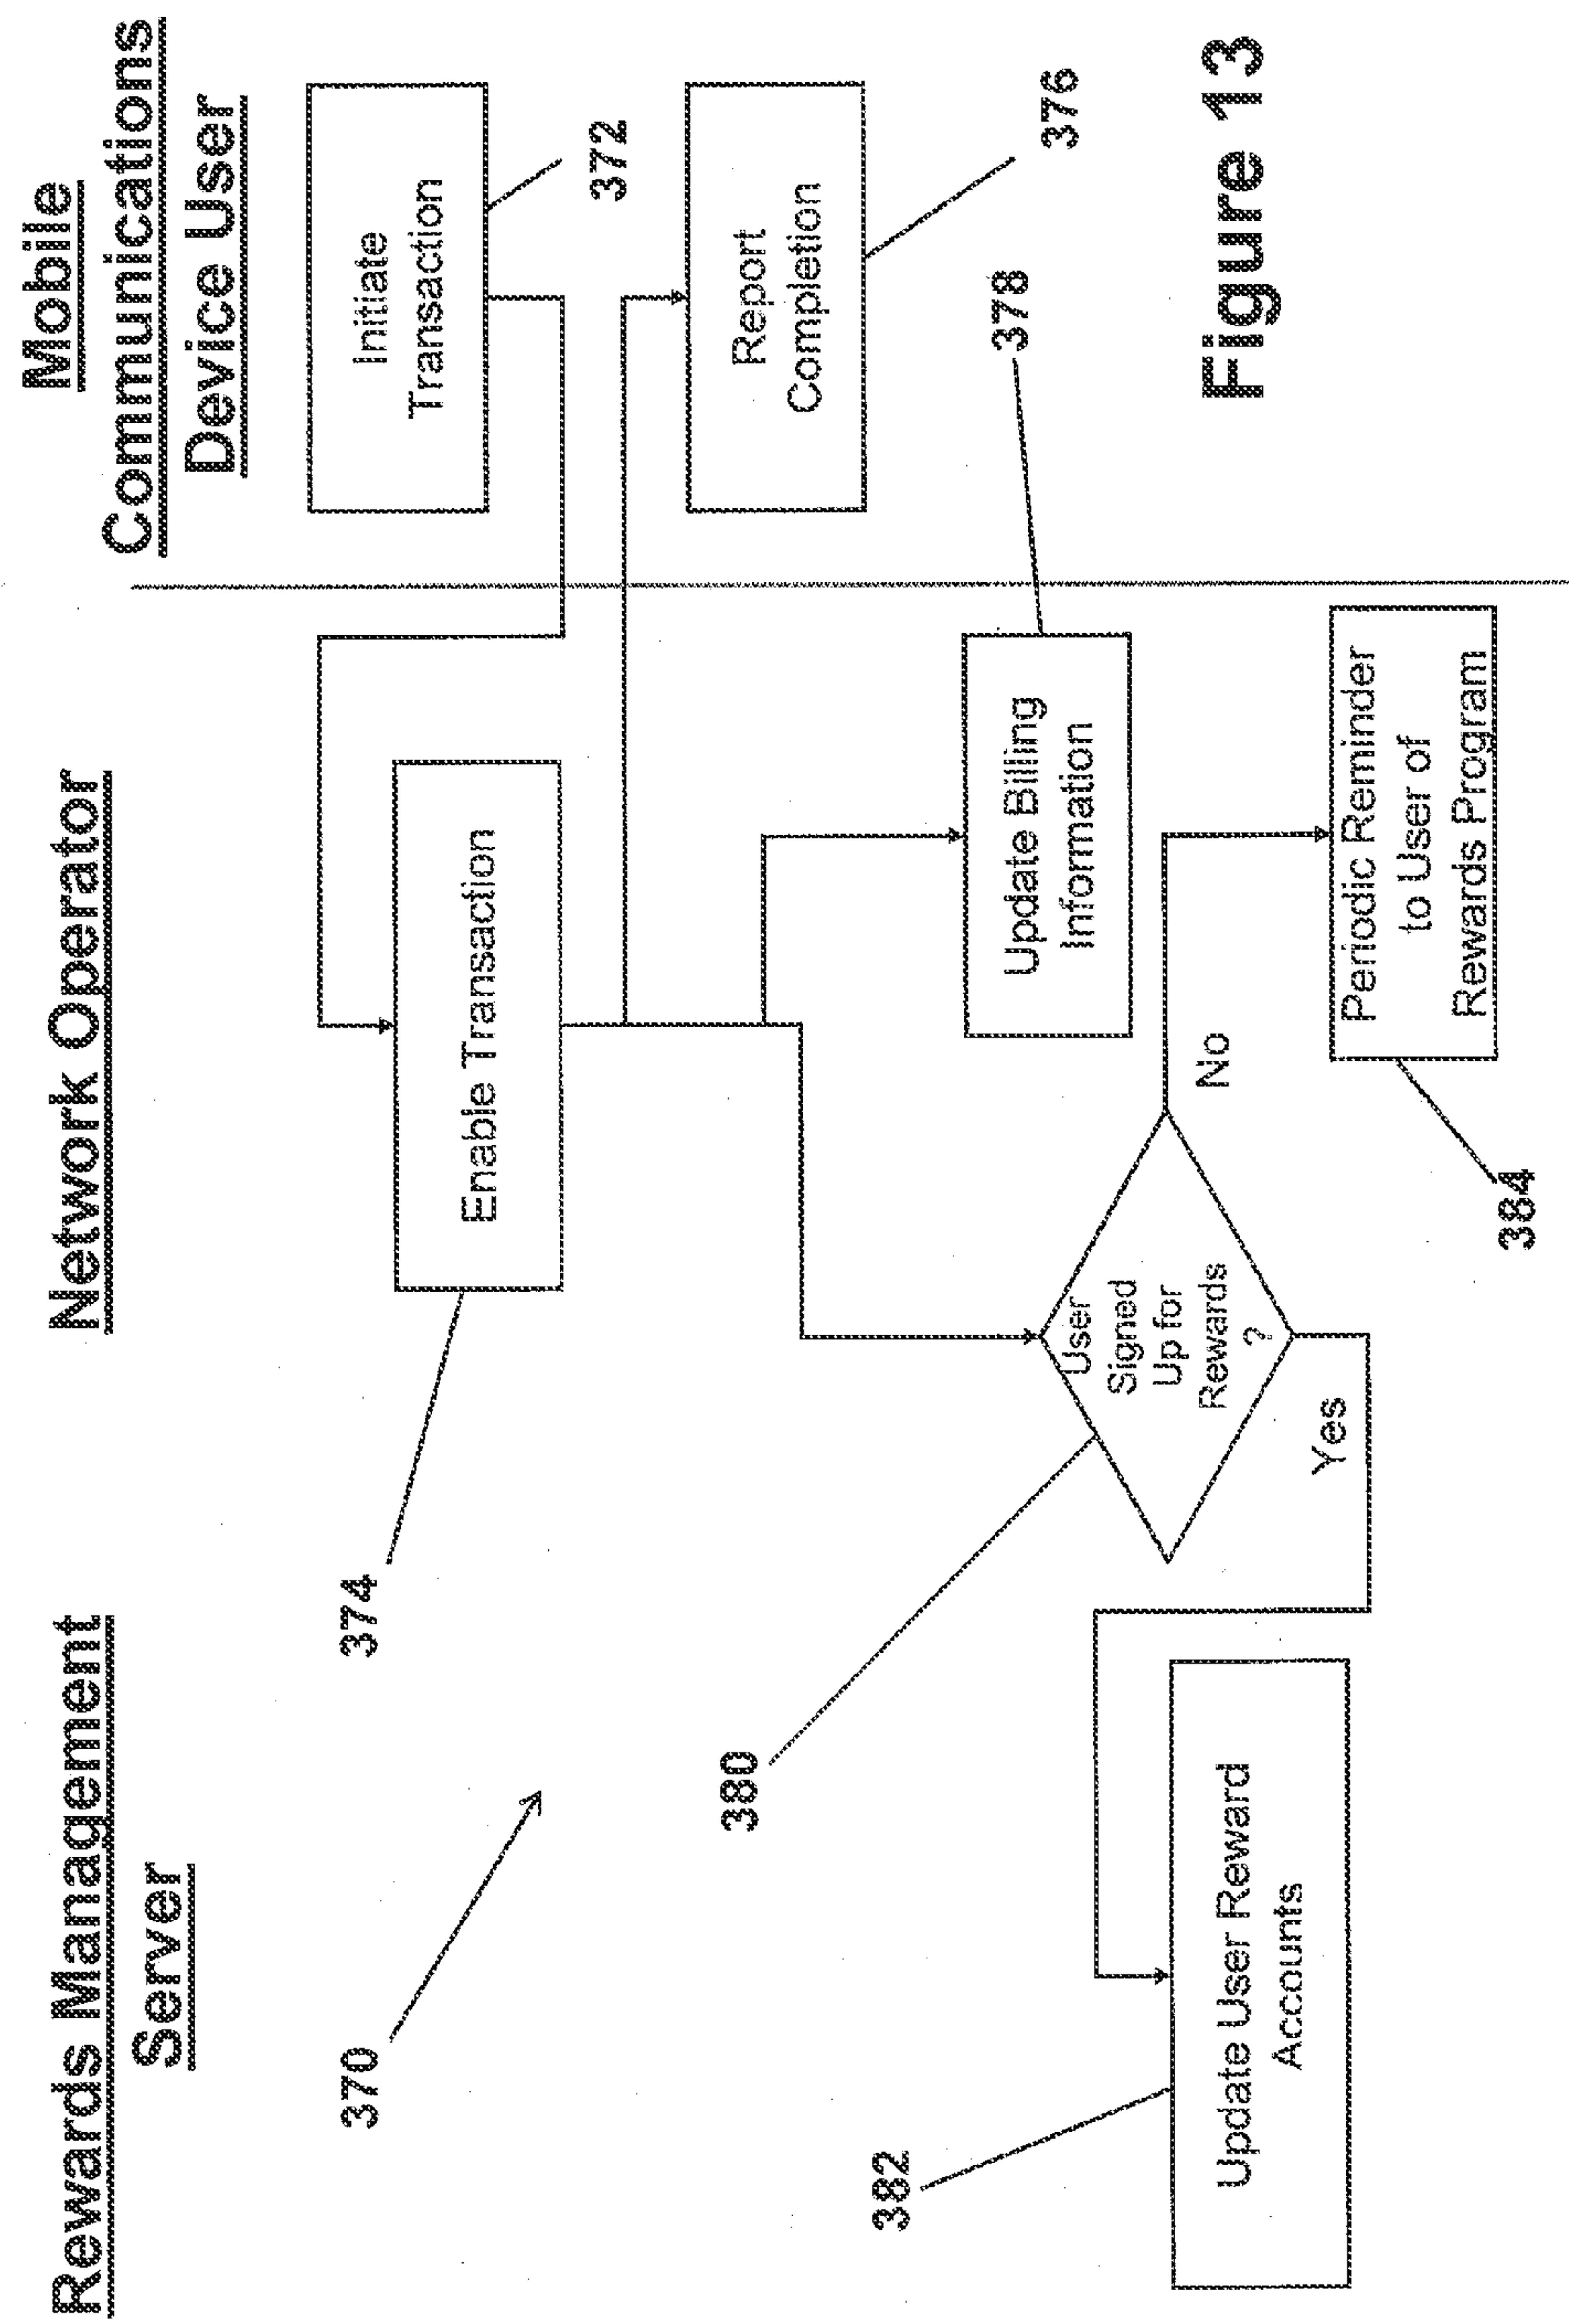 Rewards Management
Server
Network Operator
Mobile
Communications
Device User
370
374
Enable Transaction
Initiate
Transaction
372
Report
Completion
376
378
Update Billing
Information
380
User
Signed
Up for
Rewards
?
No
Yes
382
Update User Reward
Accounts
Periodic Reminder
to User of
Rewards Program
384
Figure 13